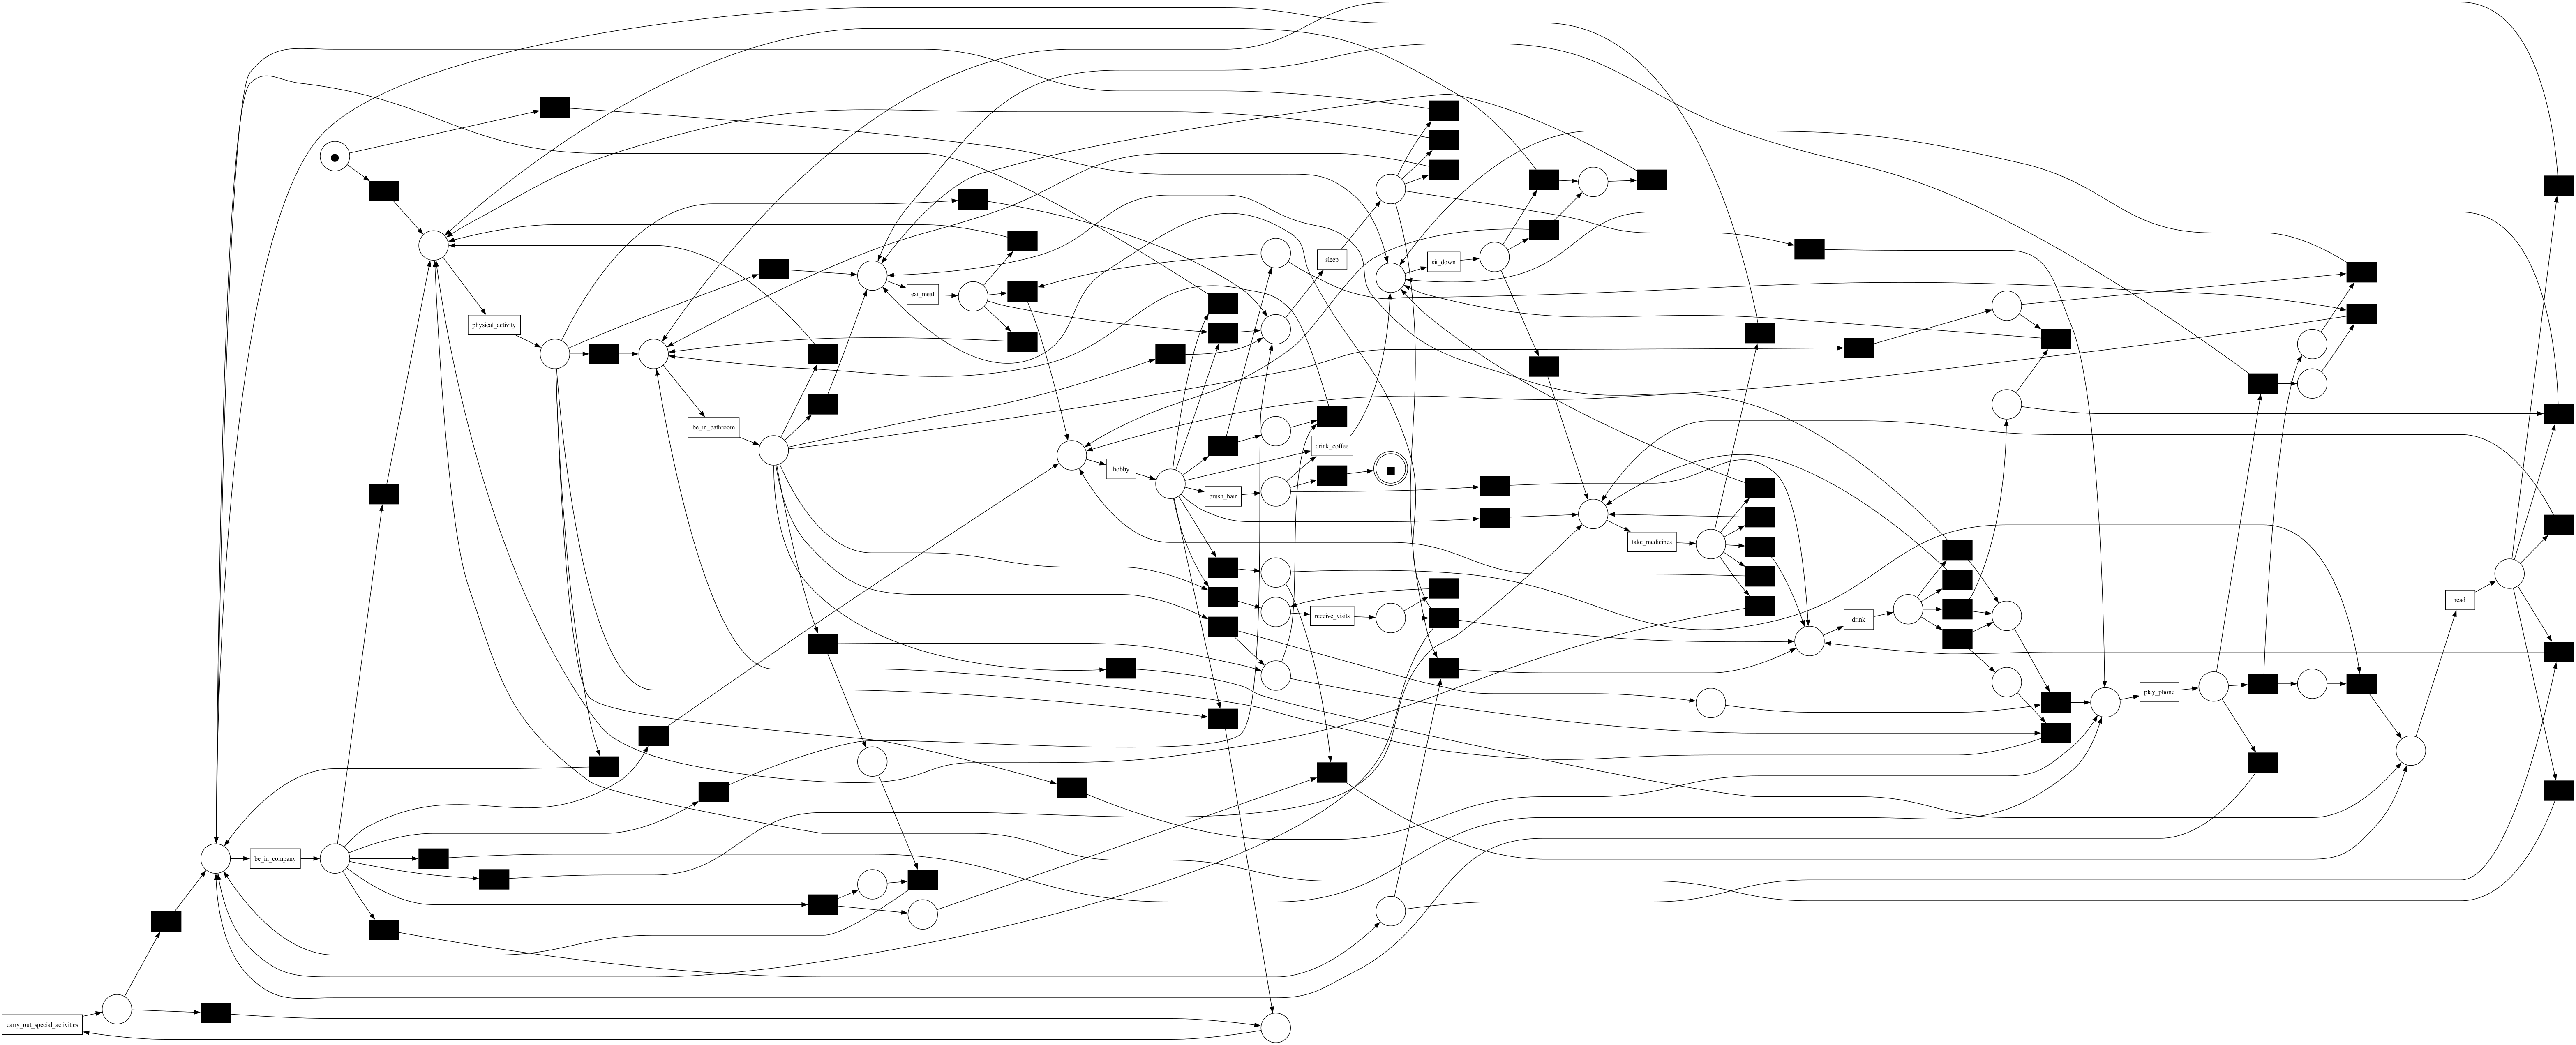 sleep
sit_down
eat_meal
physical_activity
be_in_bathroom
drink_coffee
hobby
brush_hair
take_medicines
read
receive_visits
drink
play_phone
be_in_company
carry_out_special_activities